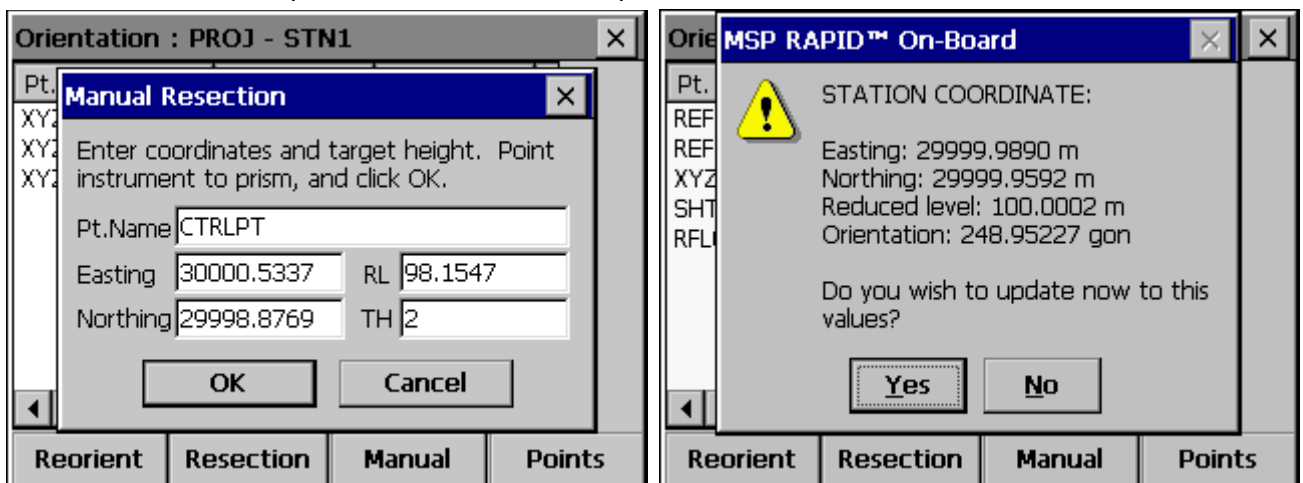 Orientation : PROJ - STN1
Pt.
Manual Resection
XYZ
XYZ
XYZ
Enter coordinates and target height. Point
instrument to prism, and click OK.
Pt.Name CTRLPT
Easting 30000.5337 RL 98.1547
Northing 29998.8769 TH 2
OK Cancel
Reorient Resection Manual Points
Orie
MSP RAPID™ On-Board
Pt.
REF
REF
XYZ
SHT
STATION COORDINATE:
Easting: 29999.9890 m
Northing: 29999.9592 m
Reduced level: 100.0002 m
Orientation: 248.95227 gon
Do you wish to update now to this
values?
Yes No
Reorient Resection Manual Points